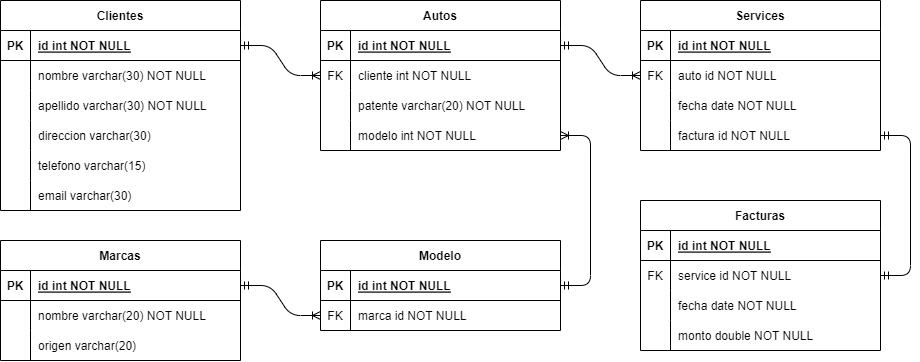 Clientes
PK id int NOT NULL
nombre varchar(30) NOT NULL
apellido varchar(30) NOT NULL
direccion varchar(30)
telefono varchar(15)
email varchar(30)
Autos
PK id int NOT NULL
FK cliente int NOT NULL
patente varchar(20) NOT NULL
modelo int NOT NULL
Services
PK id int NOT NULL
FK auto id NOT NULL
fecha date NOT NULL
factura id NOT NULL
Marcas
PK id int NOT NULL
nombre varchar(20) NOT NULL
origen varchar(20)
Modelo
PK id int NOT NULL
FK marca id NOT NULL
Facturas
PK id int NOT NULL
FK service id NOT NULL
fecha date NOT NULL
monto double NOT NULL